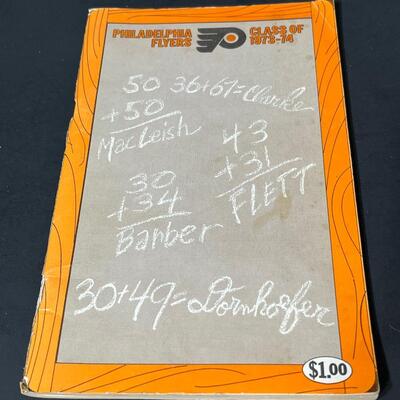 PHILADELPHIA FLYERS
CLASS OF 1973-74
50
+50
MacLeish
36+67=Clarke
43
+31
FLETT
30
+34
Barber
30+49=Dornhoefer
$1.00